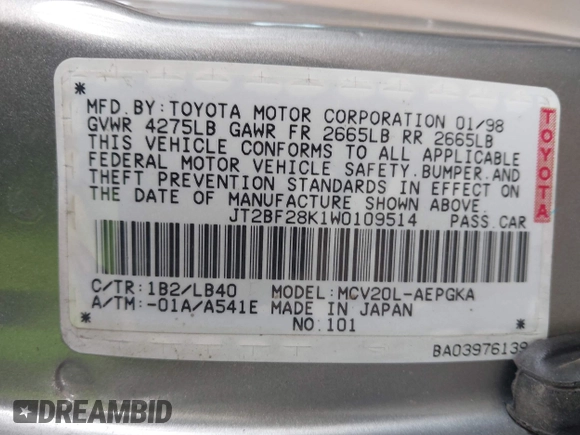 MFD.BY:TOYOTA MOTOR CORPORATION 01/98
GVWR 4275LB GAWR FR 2665LB RR 2665LB
THIS VEHICLE CONFORMS TO ALL APPLICABLE
FEDERAL MOTOR VEHICLE SAFETY,BUMPER,AND
THEFT PREVENTION STANDARDS IN EFFECT ON
THE DATE OF MANUFACTURE SHOWN ABOVE.
JT2BF28K1W0109514 PASS.CAR
TOYOTA
C/TR:1B2/LB40 MODEL:MCV20L-AEPGKA
A/TM:-01A/A541E MADE IN JAPAN
NO.101
BA03976139
DREAMBID